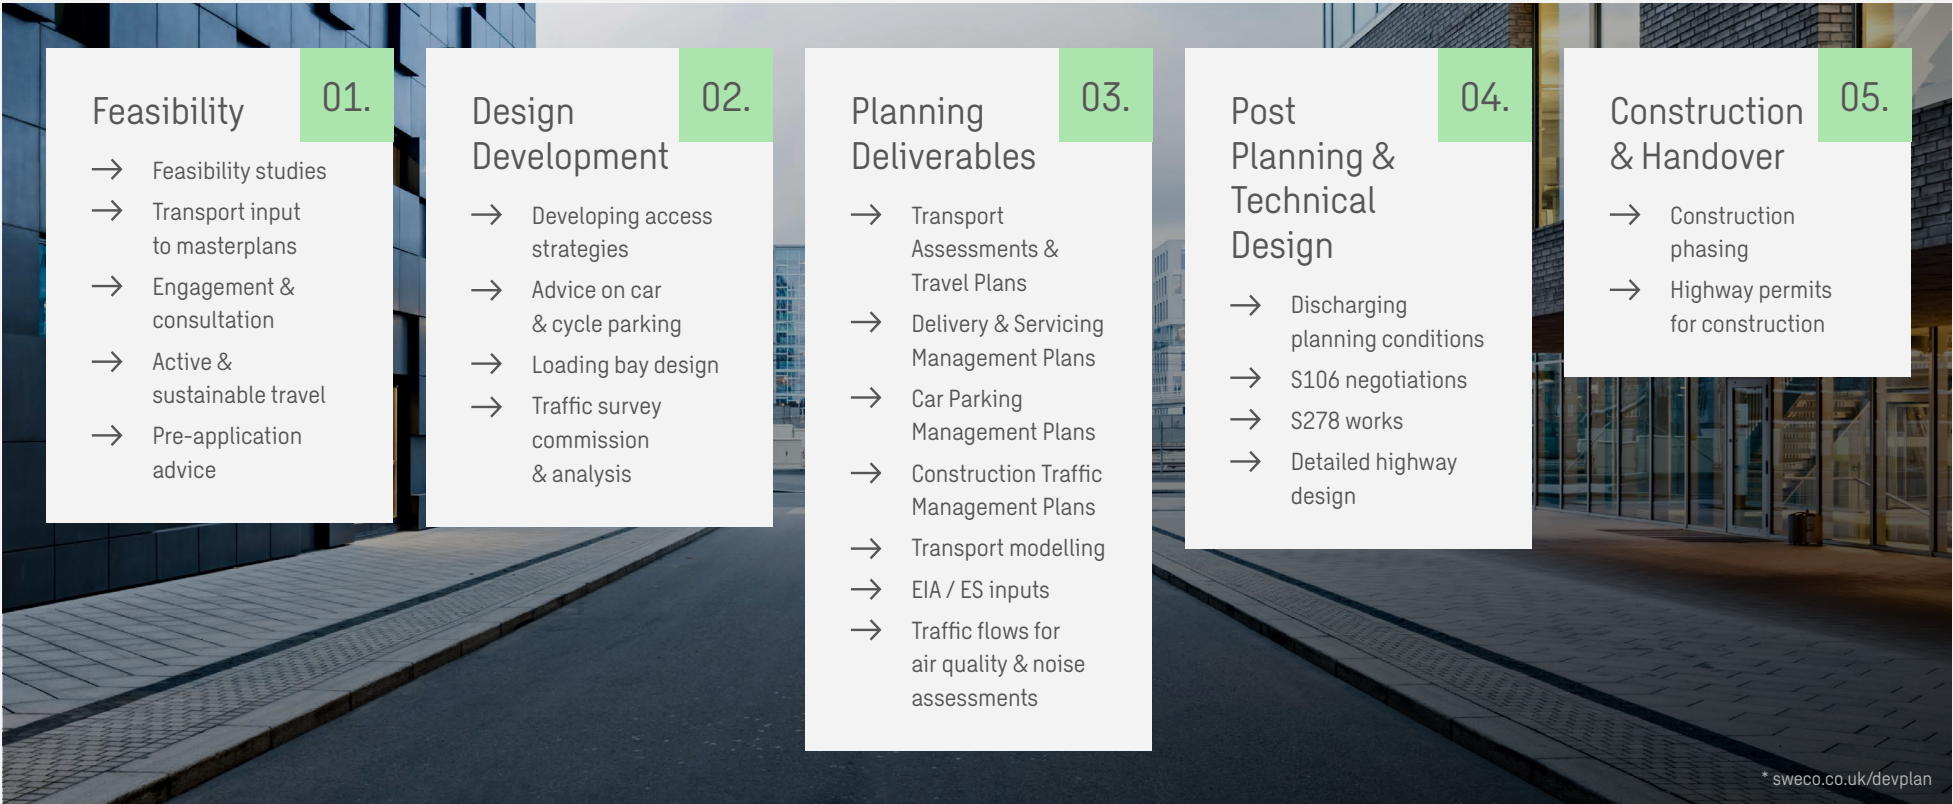 01.
Feasibility
→ Feasibility studies
→ Transport input
to masterplans
→ Engagement &
consultation
→ Active &
sustainable travel
→ Pre-application
advice
02.
Design
Development
→ Developing access
strategies
→ Advice on car
& cycle parking
→ Loading bay design
→ Traffic survey
commission
& analysis
03.
Planning
Deliverables
→ Transport
Assessments &
Travel Plans
→ Delivery & Servicing
Management Plans
→ Car Parking
Management Plans
→ Construction Traffic
Management Plans
→ Transport modelling
→ EIA / ES inputs
→ Traffic flows for
air quality & noise
assessments
04.
Post
Planning &
Technical
Design
→ Discharging
planning conditions
→ S106 negotiations
→ S278 works
→ Detailed highway
design
05.
Construction
& Handover
→ Construction
phasing
→ Highway permits
for construction
* sweco.co.uk/devplan